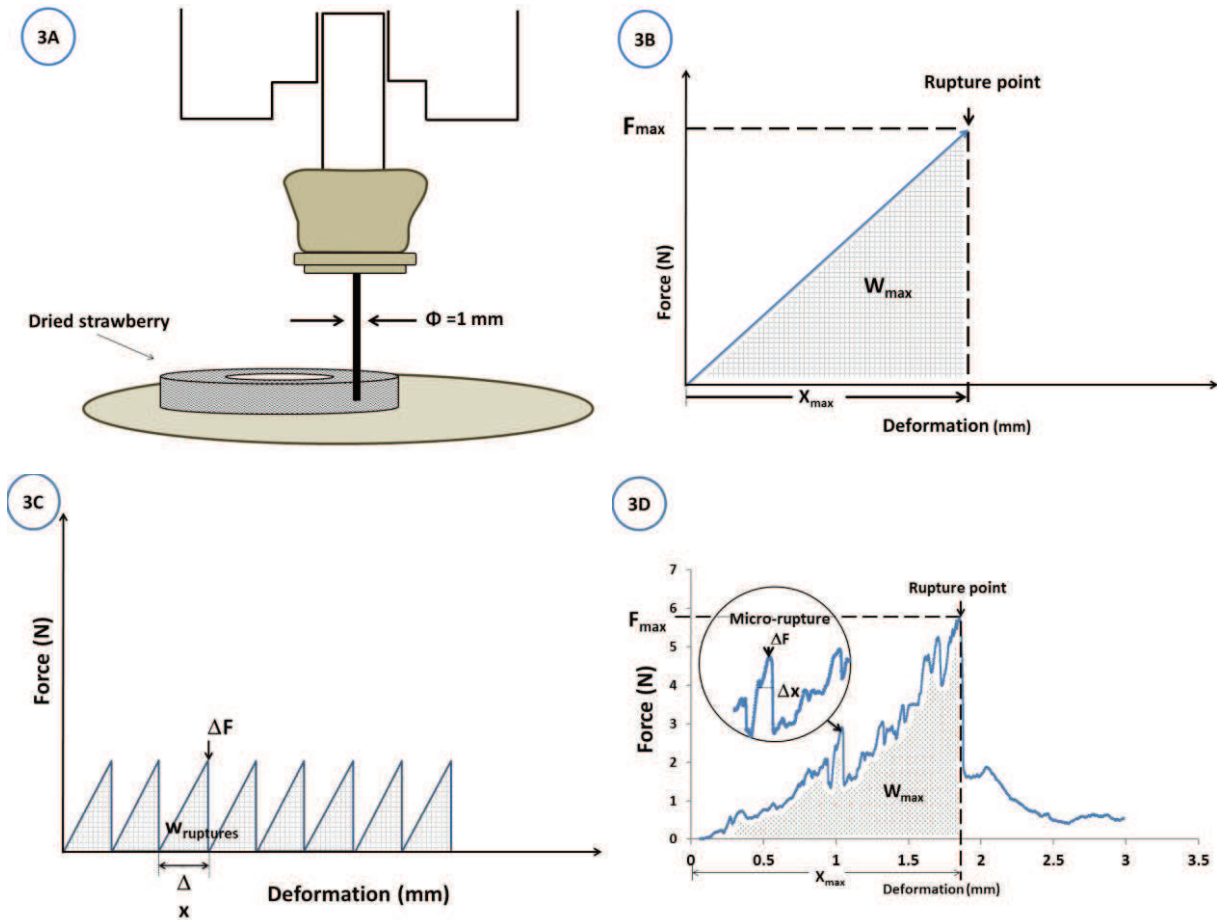 3A
Φ =1 mm
Dried strawberry
3B
Rupture point
Fmax
Force (N)
Wmax
Xmax
Deformation (mm)
3C
Force (N)
ΔF
Wruptures
Δ
x
Deformation (mm)
3D
7
6
5
4
3
2
1
0
Force (N)
Fmax
Rupture point
Micro-rupture
ΔF
Δx
Wmax
0
0.5
1
1.5
2
2.5
3
3.5
Xmax
Deformation (mm)